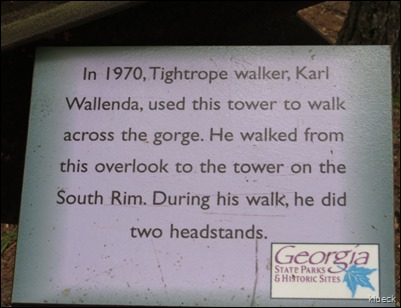 In 1970, Tightrope walker, Karl
Wallenda, used this tower to walk
across the gorge. He walked from
this overlook to the tower on the
South Rim. During his walk, he did
two headstands.
Georgia
STATE PARKS
& HISTORIC SITES
klbeck